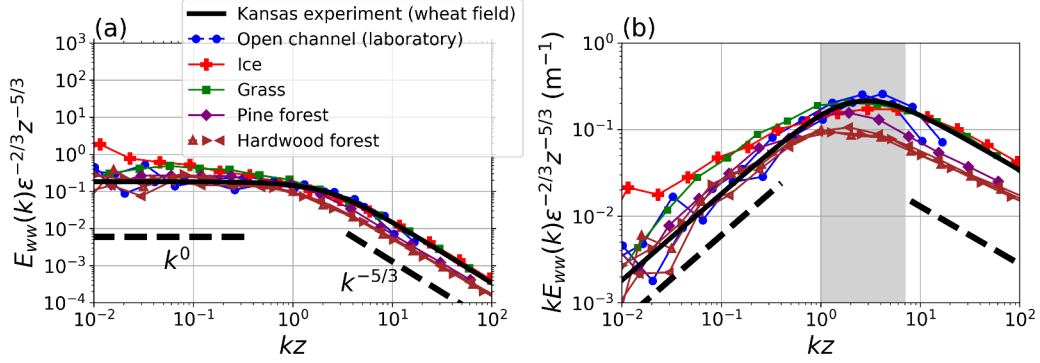 (a)
Kansas experiment (wheat field)
Open channel (laboratory)
Ice
Grass
Pine forest
Hardwood forest
10³
10²
10¹
10⁰
10⁻¹
10⁻²
10⁻³
10⁻⁴
E_ww(k)ε^−2/3 z^−5/3
k⁰
k^−5/3
10⁻² 10⁻¹ 10⁰ 10¹ 10²
kz
(b)
10⁰
10⁻¹
10⁻²
10⁻³
kE_ww(k)ε^−2/3 z^−5/3 (m⁻¹)
10⁻² 10⁻¹ 10⁰ 10¹ 10²
kz